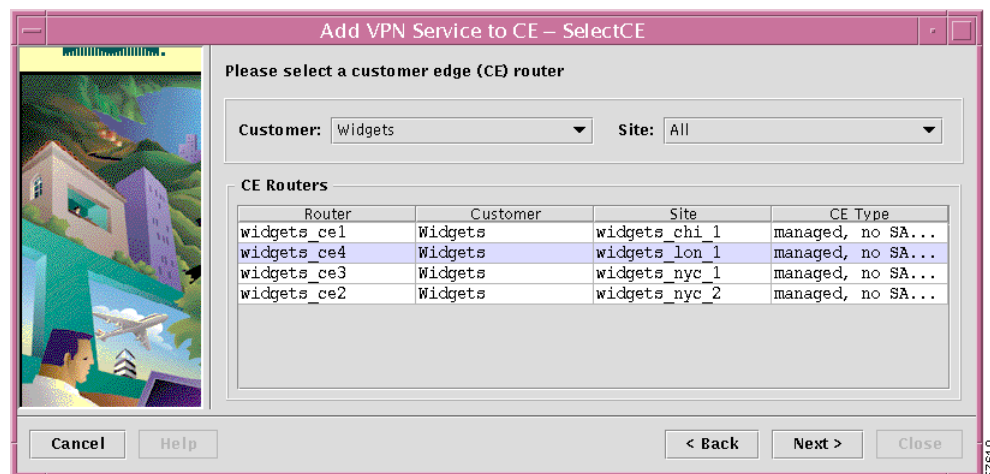 Add VPN Service to CE – SelectCE
Please select a customer edge (CE) router
Customer: Widgets Site: All
CE Routers
Router Customer Site CE Type
widgets_ce1 Widgets widgets_chi_1 managed, no SA...
widgets_ce4 Widgets widgets_lon_1 managed, no SA...
widgets_ce3 Widgets widgets_nyc_1 managed, no SA...
widgets_ce2 Widgets widgets_nyc_2 managed, no SA...
Cancel Help < Back Next > Close